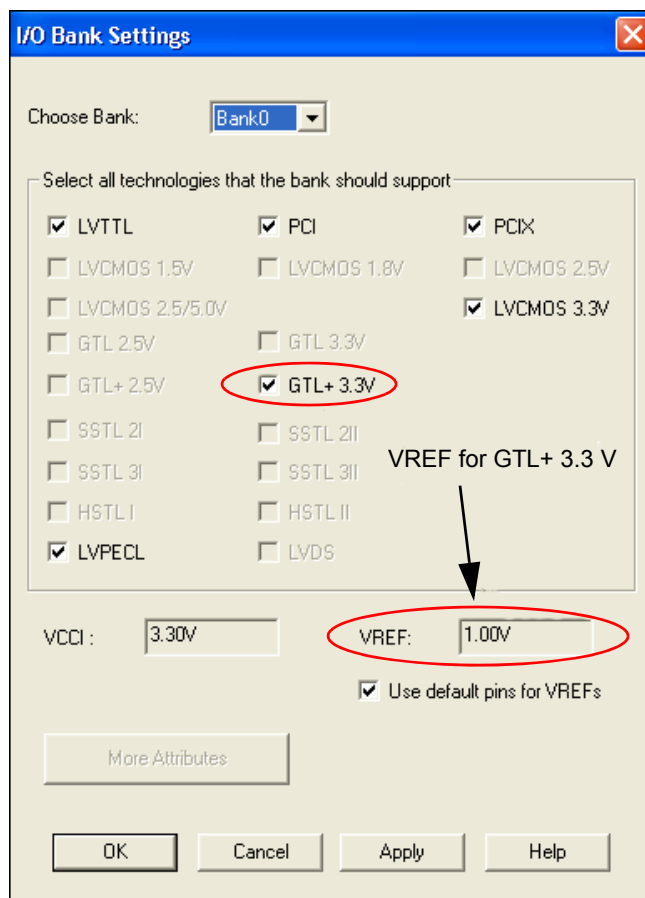 I/O Bank Settings
Choose Bank: Bank0
Select all technologies that the bank should support
LVTTL PCI PCIX
LVCMOS 1.5V LVCMOS 1.8V LVCMOS 2.5V
LVCMOS 2.5/5.0V LVCMOS 3.3V
GTL 2.5V GTL 3.3V
GTL+ 2.5V GTL+ 3.3V
SSTL 2I SSTL 2II
VREF for GTL+ 3.3 V
SSTL 3I SSTL 3II
HSTL I HSTL II
LVPECL LVDS
VCCI : 3.30V VREF: 1.00V
Use default pins for VREFs
More Attributes
OK Cancel Apply Help